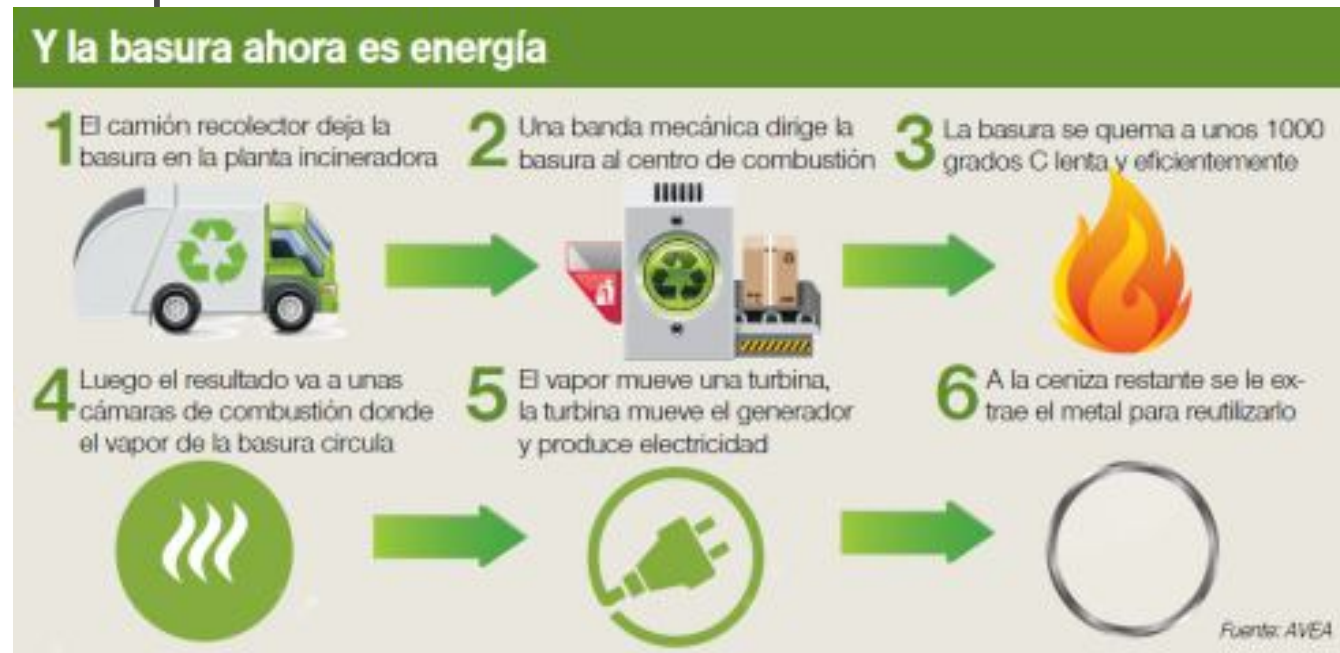 Y la basura ahora es energía
1 El camión recolector deja la
basura en la planta incineradora
2 Una banda mecánica dirige la
basura al centro de combustión
3 La basura se quema a unos 1000
grados C lenta y eficientemente
4 Luego el resultado va a unas
cámaras de combustión donde
el vapor de la basura circula
5 El vapor mueve una turbina,
la turbina mueve el generador
y produce electricidad
6 A la ceniza restante se le ex-
trae el metal para reutilizarlo
Fuente: AVEA